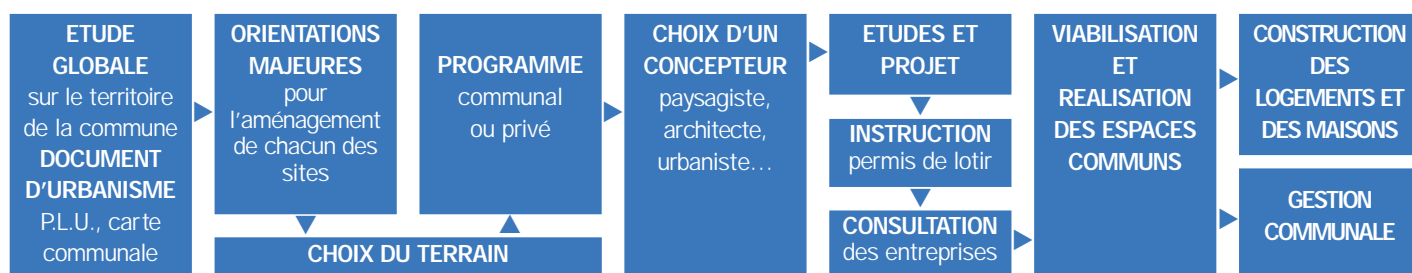 ETUDE
GLOBALE
sur le territoire
de la commune
DOCUMENT
D'URBANISME
P.L.U., carte
communale
ORIENTATIONS
MAJEURES
pour
l'aménagement
de chacun des
sites
CHOIX DU TERRAIN
PROGRAMME
communal
ou privé
CHOIX D'UN
CONCEPTEUR
paysagiste,
architecte,
urbaniste…
ETUDES ET
PROJET
INSTRUCTION
permis de lotir
CONSULTATION
des entreprises
VIABILISATION
ET
REALISATION
DES ESPACES
COMMUNS
CONSTRUCTION
DES
LOGEMENTS ET
DES MAISONS
GESTION
COMMUNALE